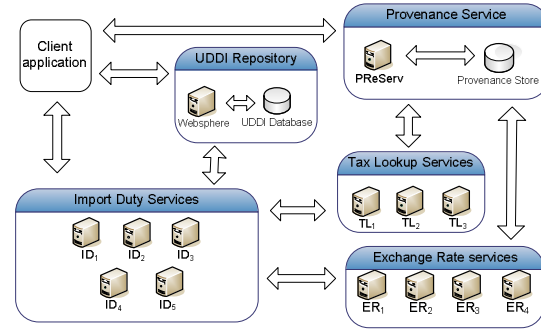 Client
application
UDDI Repository
Websphere
UDDI Database
Provenance Service
PReServ
Provenance Store
Import Duty Services
ID1
ID2
ID3
ID4
ID5
Tax Lookup Services
TL1
TL2
TL3
Exchange Rate services
ER1
ER2
ER3
ER4